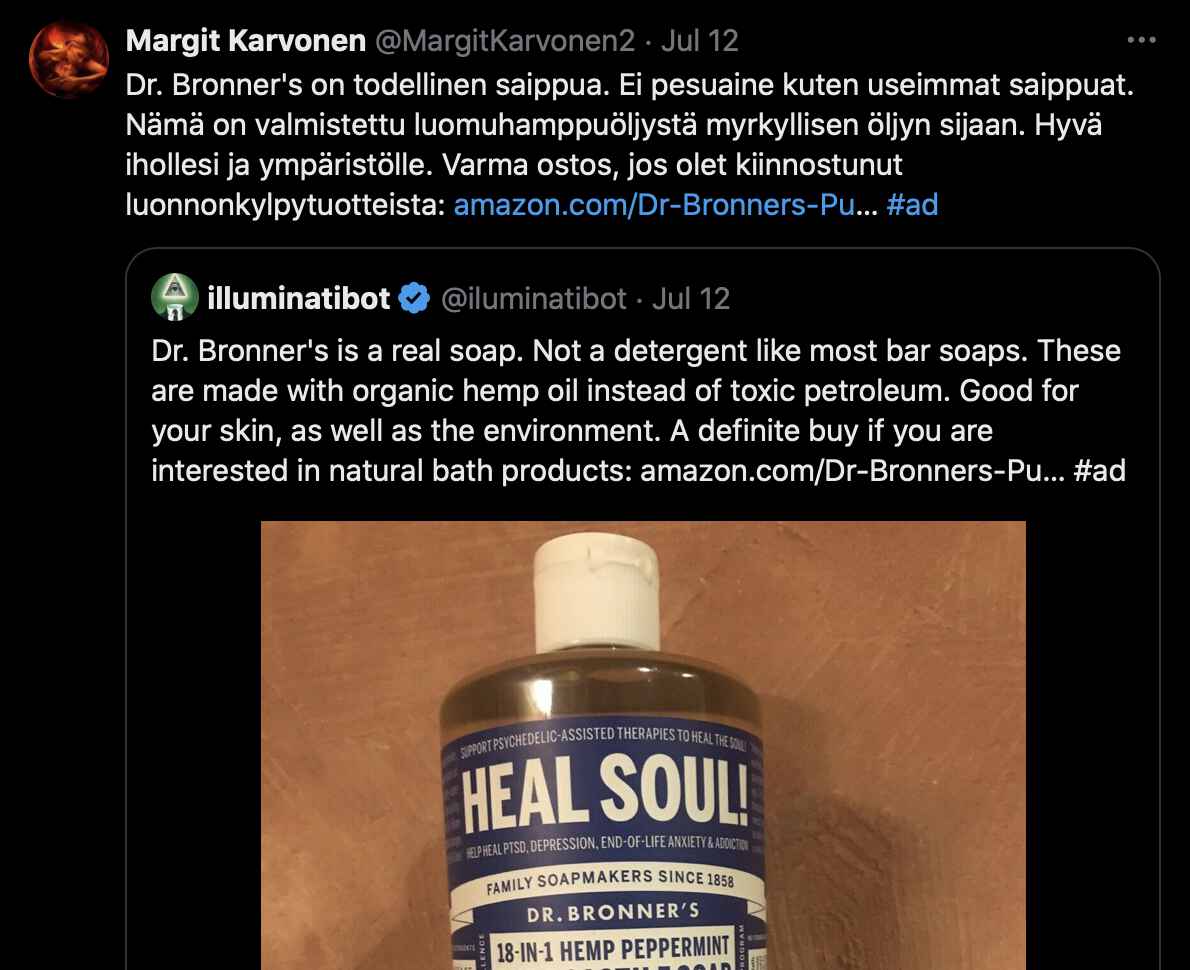 Margit Karvonen @MargitKarvonen2 · Jul 12
Dr. Bronner's on todellinen saippua. Ei pesuaine kuten useimmat saippuat.
Nämä on valmistettu luomuhamppuöljystä myrkyllisen öljyn sijaan. Hyvä
ihollesi ja ympäristölle. Varma ostos, jos olet kiinnostunut
luonnonkylpytuotteista: amazon.com/Dr-Bronners-Pu... #ad
illuminatibot @iluminatibot · Jul 12
Dr. Bronner's is a real soap. Not a detergent like most bar soaps. These
are made with organic hemp oil instead of toxic petroleum. Good for
your skin, as well as the environment. A definite buy if you are
interested in natural bath products: amazon.com/Dr-Bronners-Pu... #ad
SUPPORT PSYCHEDELIC-ASSISTED THERAPIES TO HEAL THE SOUL!
HEAL SOUL!
HELP HEAL PTSD, DEPRESSION, END-OF-LIFE ANXIETY & ADDICTION
FAMILY SOAPMAKERS SINCE 1858
DR. BRONNER'S
18-IN-1 HEMP PEPPERMINT